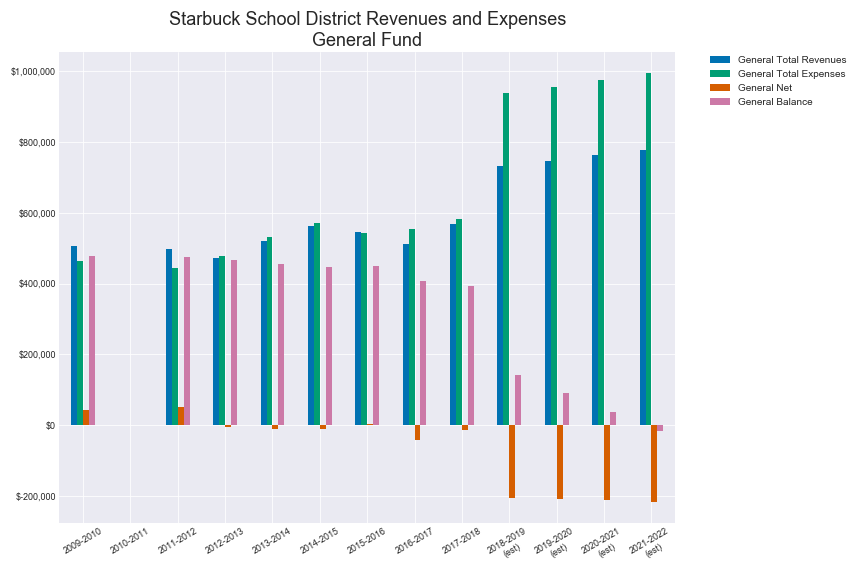 Starbuck School District Revenues and Expenses
General Fund
General Total Revenues
General Total Expenses
General Net
General Balance
$1,000,000
$800,000
$600,000
$400,000
$200,000
$0
$-200,000
2009-2010
2010-2011
2011-2012
2012-2013
2013-2014
2014-2015
2015-2016
2016-2017
2017-2018
2018-2019
(est)
2019-2020
(est)
2020-2021
(est)
2021-2022
(est)